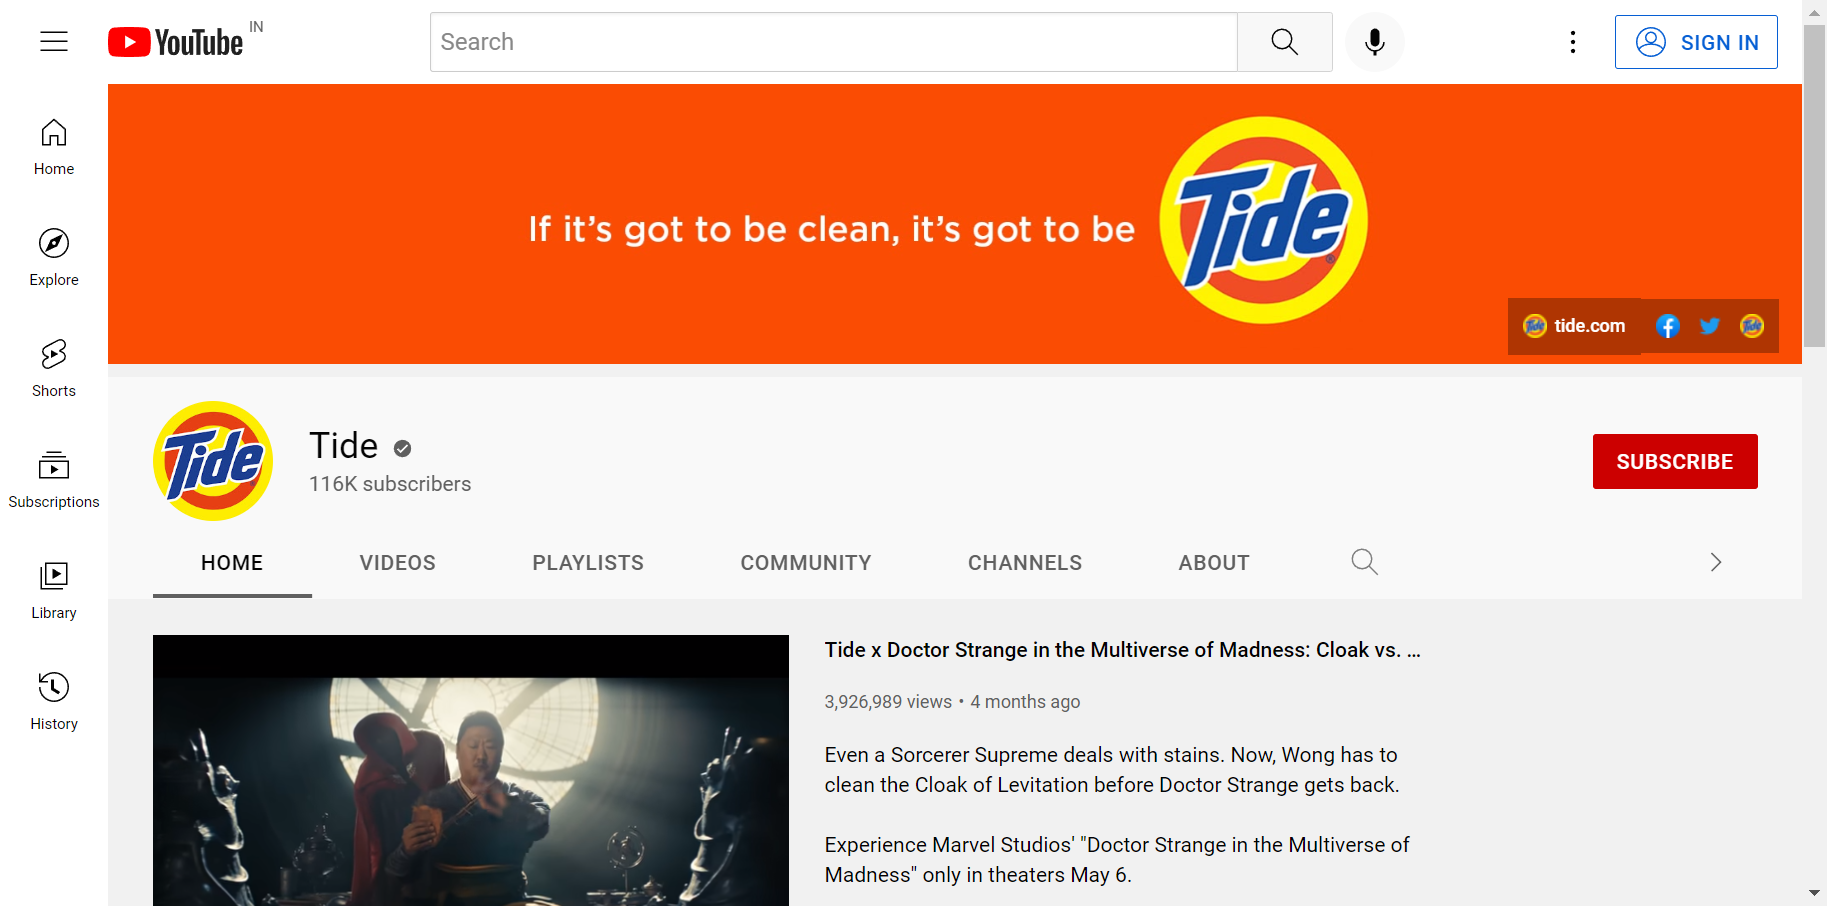 YouTube IN
Search
SIGN IN
Home
Explore
Shorts
Subscriptions
Library
History
If it's got to be clean, it's got to be Tide
tide.com
Tide
Tide
116K subscribers
SUBSCRIBE
HOME VIDEOS PLAYLISTS COMMUNITY CHANNELS ABOUT
Tide x Doctor Strange in the Multiverse of Madness: Cloak vs. ...
3,926,989 views • 4 months ago
Even a Sorcerer Supreme deals with stains. Now, Wong has to
clean the Cloak of Levitation before Doctor Strange gets back.
Experience Marvel Studios' "Doctor Strange in the Multiverse of
Madness" only in theaters May 6.